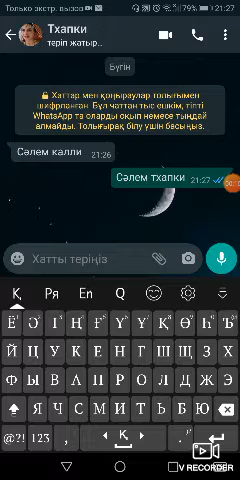 Только экстр. вызов
79% 21:27
Тхапки
теріп жатыр...
Бүгін
Хаттар мен қоңыраулар толығымен
шифрланған. Бұл чаттан тыс ешкім, тіпті
WhatsApp та оларды оқып немесе тыңдай
алмайды. Толығырақ білу үшін басыңыз.
Сәлем калли 21:26
Сәлем тхапки 21:27
Хатты теріңіз
Қ Ря En Q
Ё Ә І Ң Ғ Ү Ұ Қ Ө Һ Ъ
Й Ц У К Е Н Г Ш Щ З Х
Ф Ы В А П Р О Л Д Ж Э
Я Ч С М И Т Ь Б Ю
@?! 123 , Қ .
V RECORDER